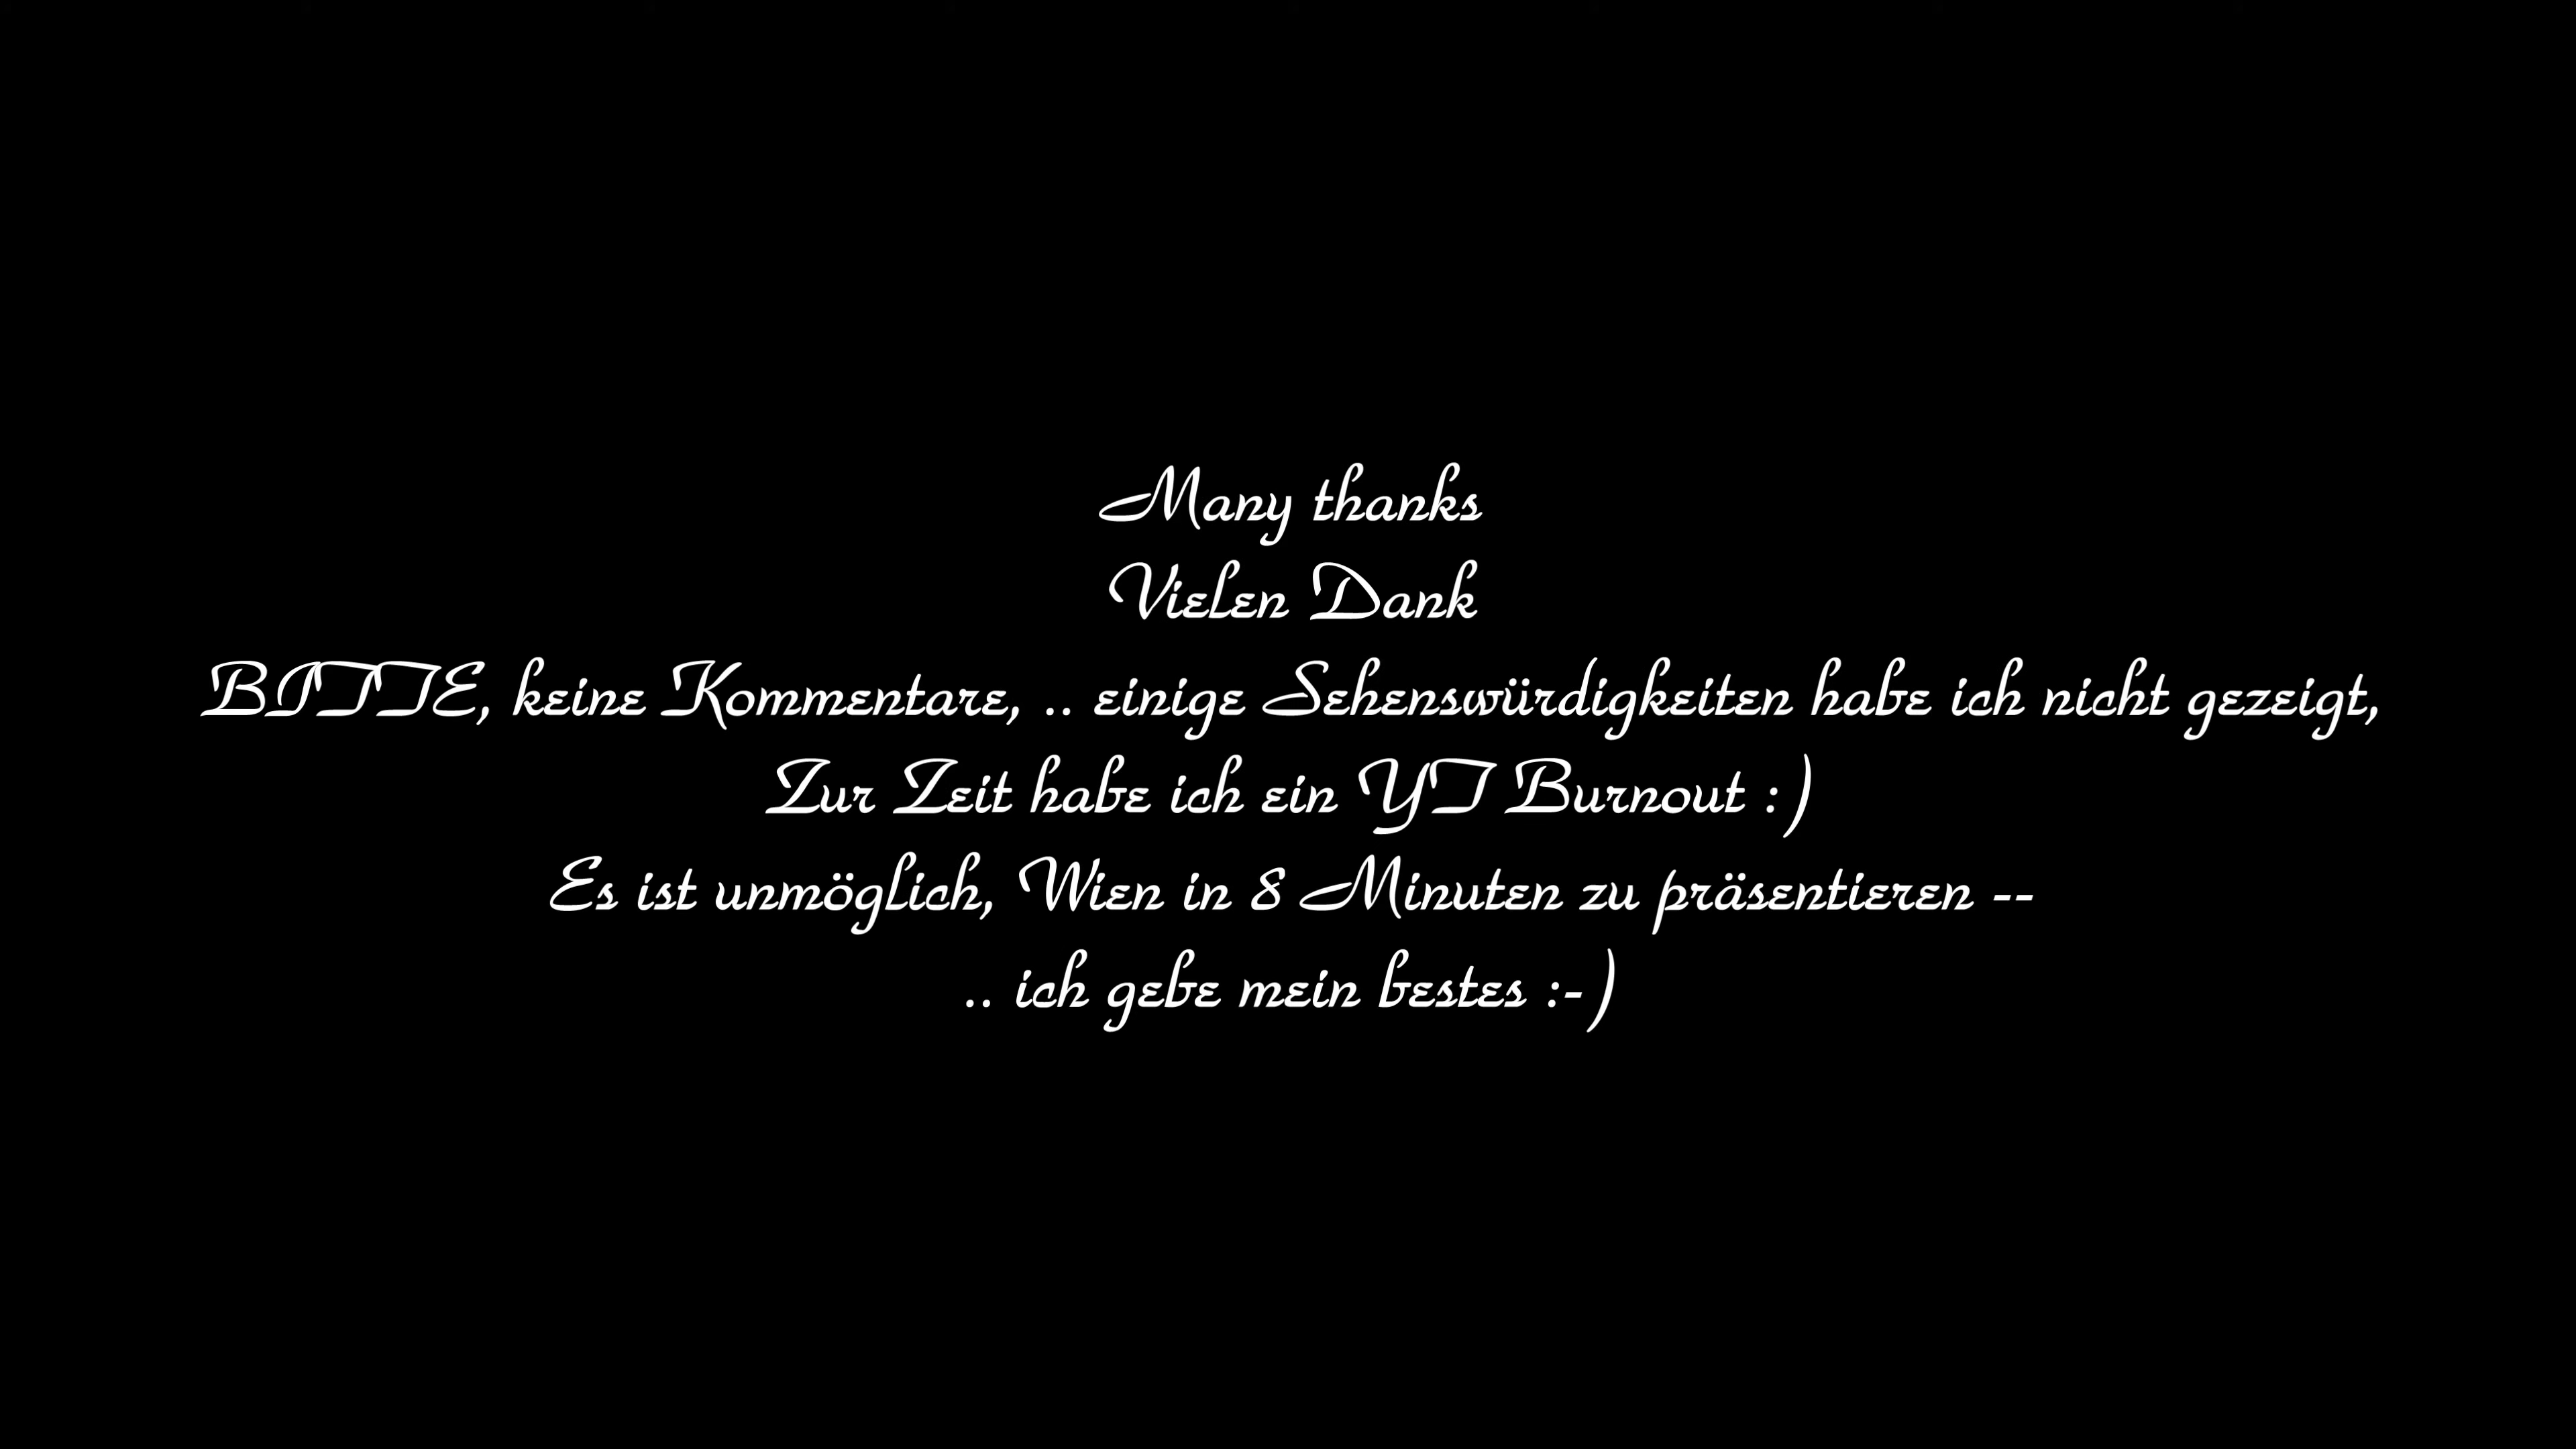 Many thanks
Vielen Dank
BITTE, keine Kommentare, .. einige Sehenswürdigkeiten habe ich nicht gezeigt,
Zur Zeit habe ich ein YT Burnout :)
Es ist unmöglich, Wien in 8 Minuten zu präsentieren --
.. ich gebe mein bestes :-)